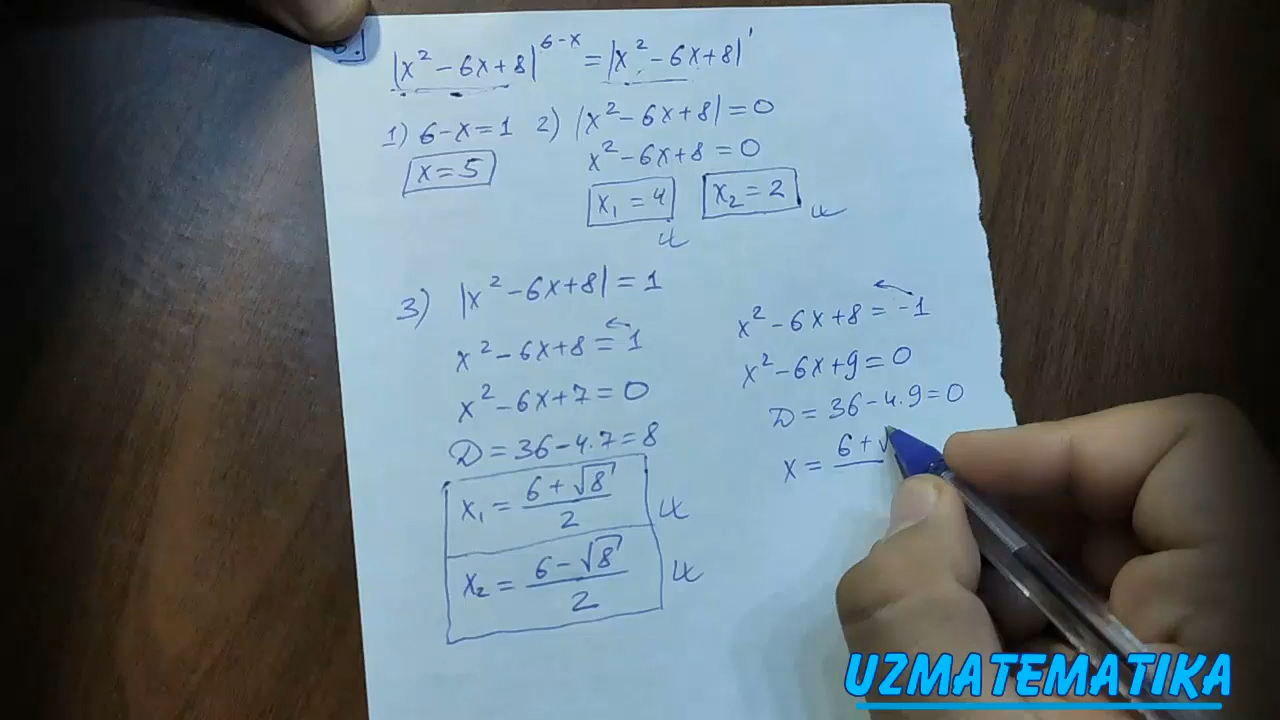 |x² - 6x + 8|^(6-x) = |x² - 6x + 8|¹
1) 6 - x = 1
x = 5
2) |x² - 6x + 8| = 0
x² - 6x + 8 = 0
x₁ = 4 x₂ = 2
3) |x² - 6x + 8| = 1
x² - 6x + 8 = 1
x² - 6x + 7 = 0
D = 36 - 4·7 = 8
x₁ = (6 + √8)/2
x₂ = (6 - √8)/2
x² - 6x + 8 = -1
x² - 6x + 9 = 0
D = 36 - 4·9 = 0
x = 6 + √
UZMATEMATIKA